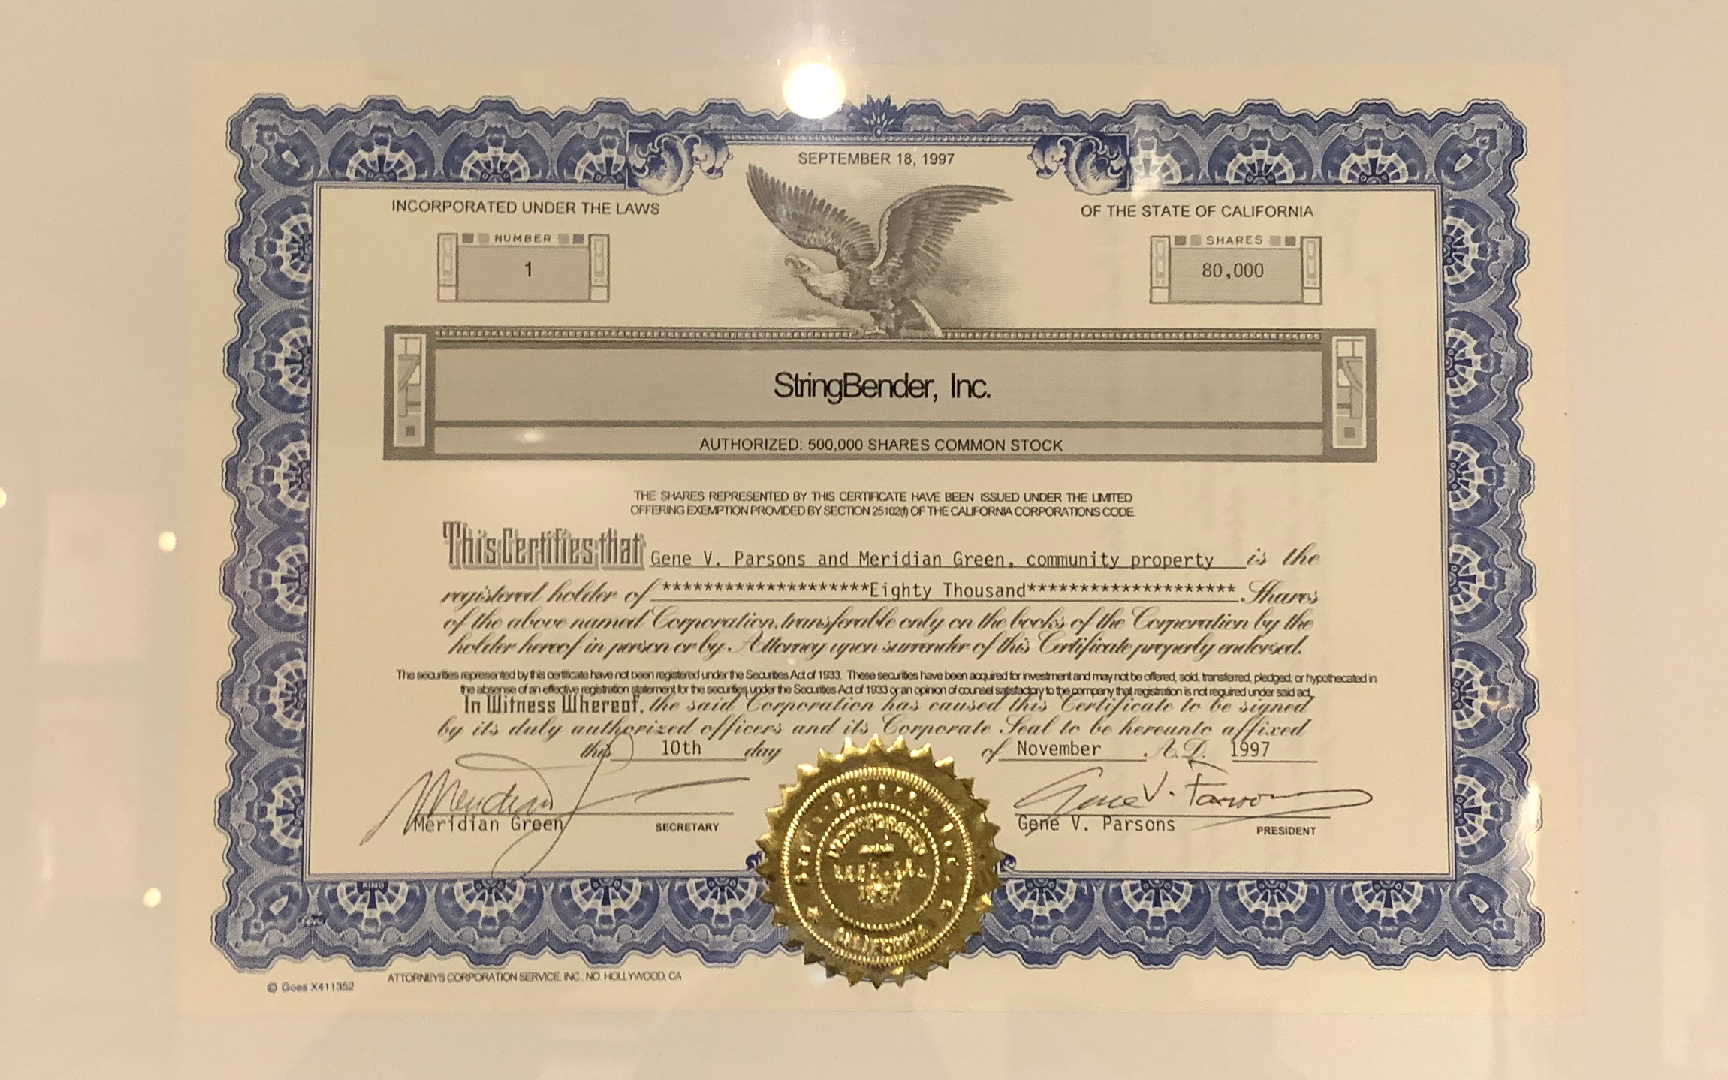 SEPTEMBER 18, 1997
INCORPORATED UNDER THE LAWS OF THE STATE OF CALIFORNIA
NUMBER
1
SHARES
80,000
StringBender, Inc.
AUTHORIZED: 500,000 SHARES COMMON STOCK
THE SHARES REPRESENTED BY THIS CERTIFICATE HAVE BEEN ISSUED UNDER THE LIMITED
OFFERING EXEMPTION PROVIDED BY SECTION 25102(f) OF THE CALIFORNIA CORPORATIONS CODE.
This Certifies that Gene V. Parsons and Meridian Green, community property is the
registered holder of ********************Eighty Thousand******************** Shares
of the above named Corporation, transferable only on the books of the Corporation by the
holder hereof in person or by Attorney upon surrender of this Certificate properly endorsed.
The securities represented by this certificate have not been registered under the Securities Act of 1933. These securities have been acquired for investment and may not be offered, sold, transferred, pledged, or hypothecated in
the absense of an effective registration statement for the securities under the Securities Act of 1933 or an opinion of counsel satisfactory to the company that registration is not required under said act.
In Witness Whereof, the said Corporation has caused this Certificate to be signed
by its duly authorized officers and its Corporate Seal to be hereunto affixed
this 10th day of November A.D. 1997
Meridian
Gene V. Parsons
Meridian Green SECRETARY
Gene V. Parsons PRESIDENT
INCORPORATED
1997
CALIFORNIA
ATTORNEYS CORPORATION SERVICE, INC., NO. HOLLYWOOD, CA
© Goes X411352